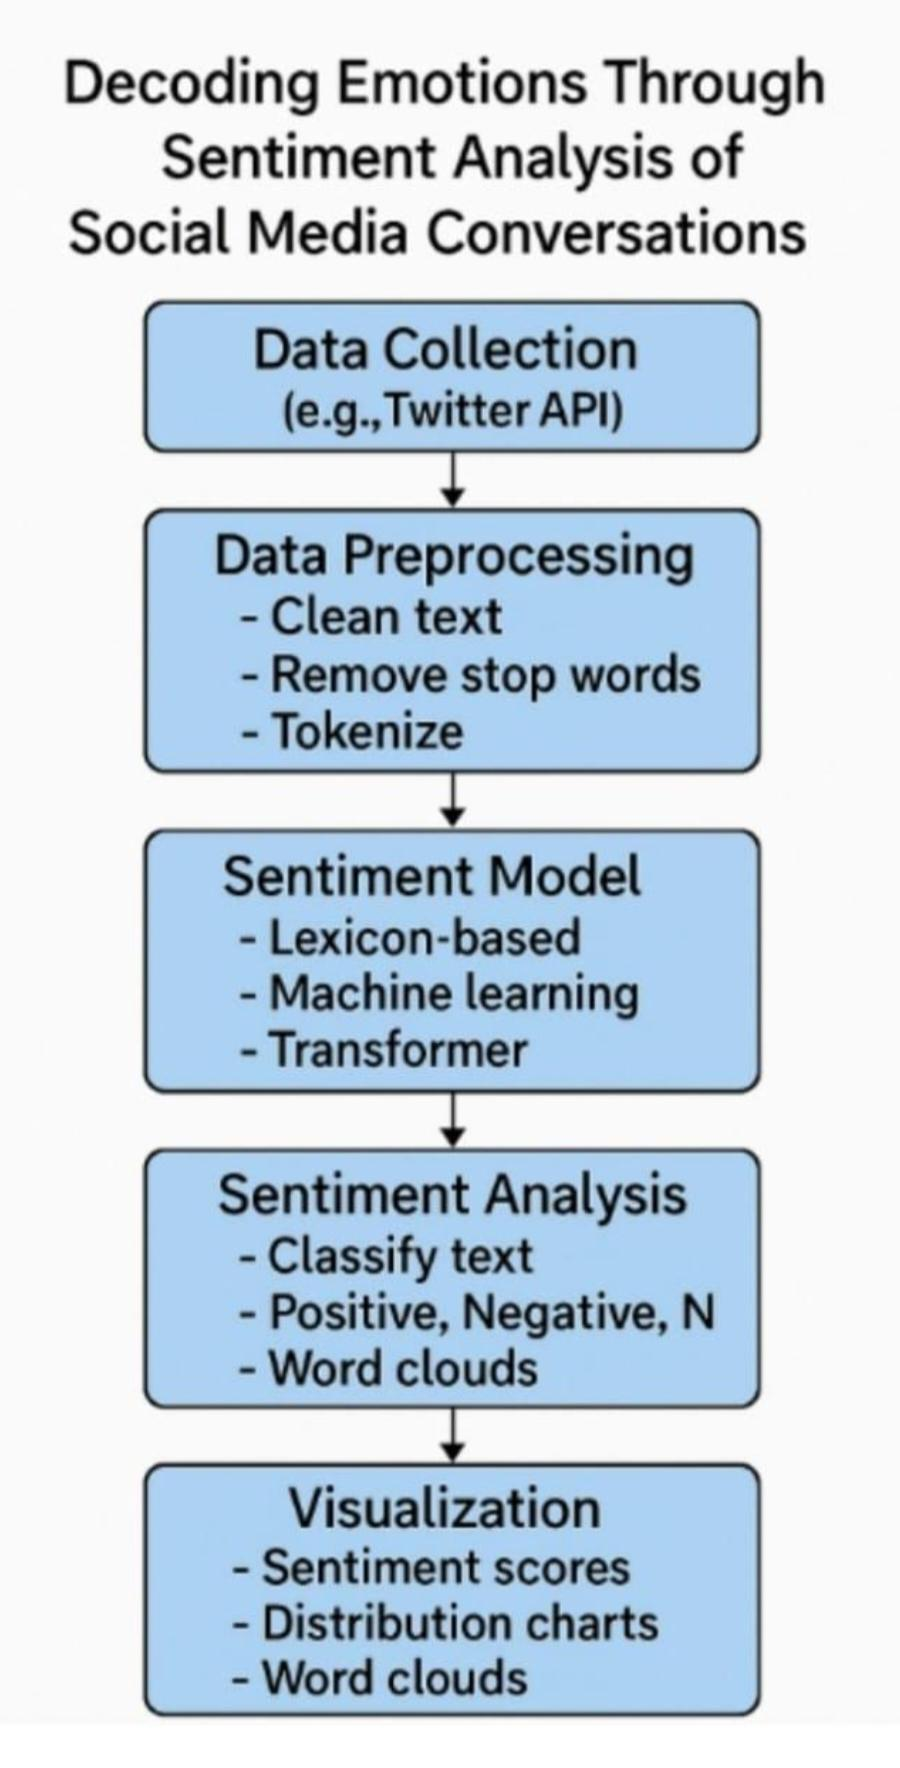 Decoding Emotions Through
Sentiment Analysis of
Social Media Conversations
Data Collection
(e.g.,Twitter API)
Data Preprocessing
- Clean text
- Remove stop words
- Tokenize
Sentiment Model
- Lexicon-based
- Machine learning
- Transformer
Sentiment Analysis
- Classify text
- Positive, Negative, N
- Word clouds
Visualization
- Sentiment scores
- Distribution charts
- Word clouds